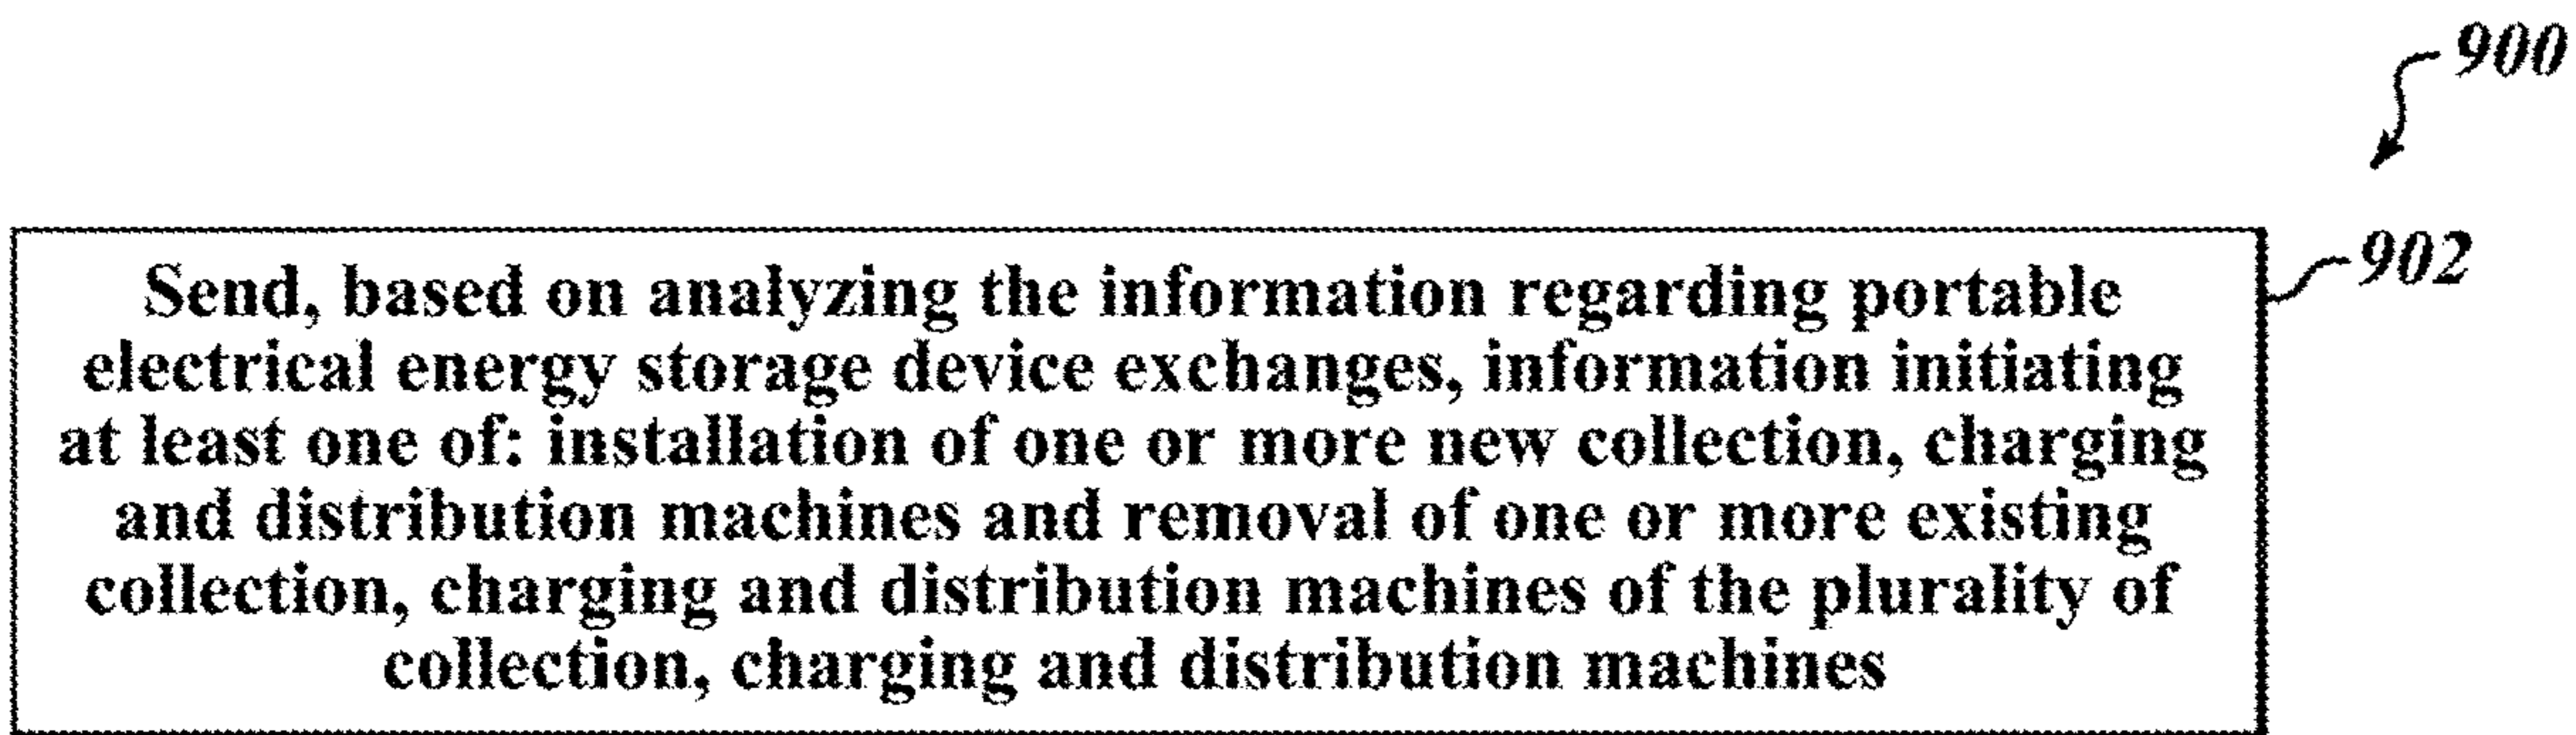 900
902
Send, based on analyzing the information regarding portable
electrical energy storage device exchanges, information initiating
at least one of: installation of one or more new collection, charging
and distribution machines and removal of one or more existing
collection, charging and distribution machines of the plurality of
collection, charging and distribution machines